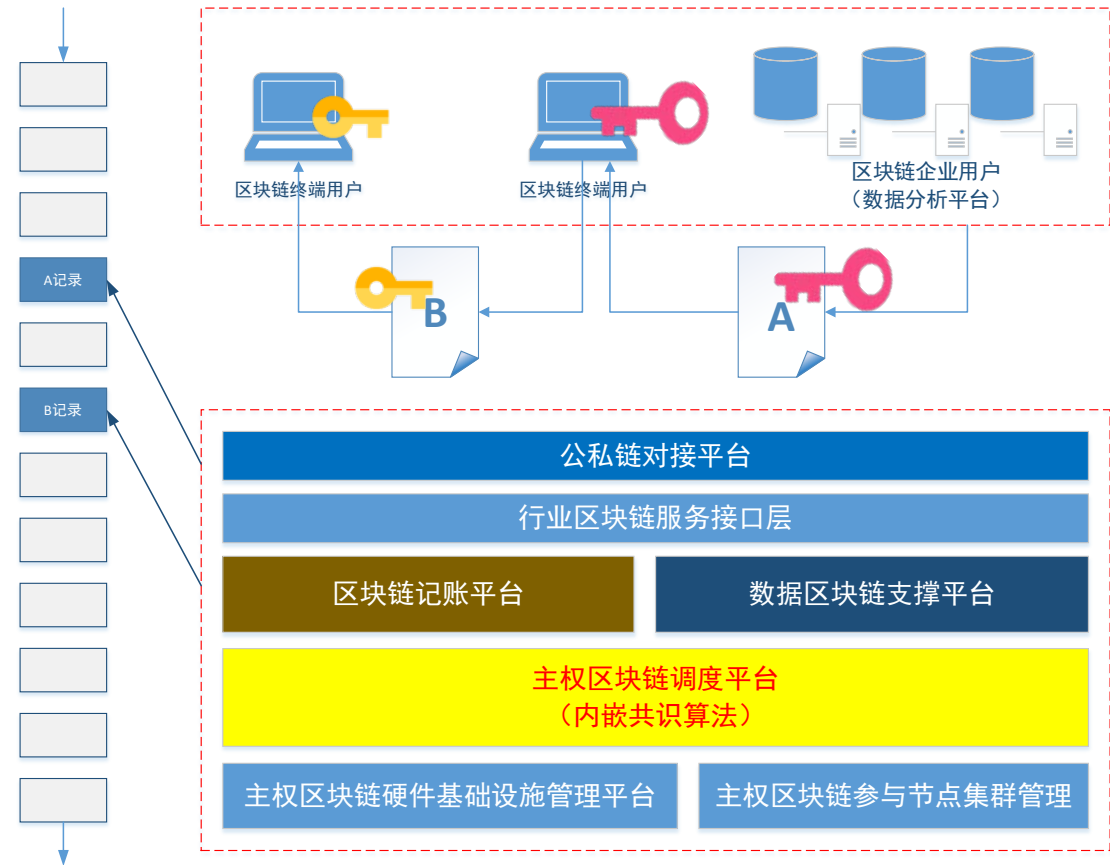 区块链终端用户
区块链终端用户
区块链企业用户
（数据分析平台）
A记录
B
A
B记录
公私链对接平台
行业区块链服务接口层
区块链记账平台
数据区块链支撑平台
主权区块链调度平台
（内嵌共识算法）
主权区块链硬件基础设施管理平台
主权区块链参与节点集群管理